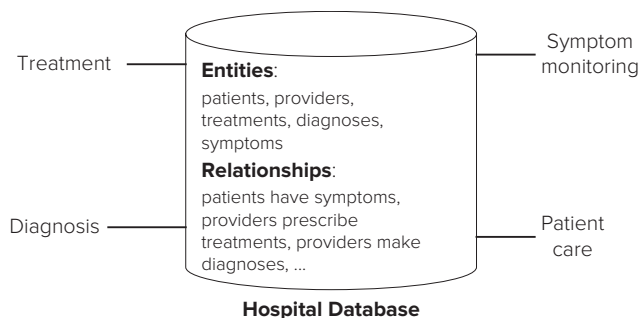 Treatment
Symptom
monitoring
Entities:
patients, providers,
treatments, diagnoses,
symptoms
Relationships:
patients have symptoms,
providers prescribe
treatments, providers make
diagnoses, ...
Diagnosis
Patient
care
Hospital Database